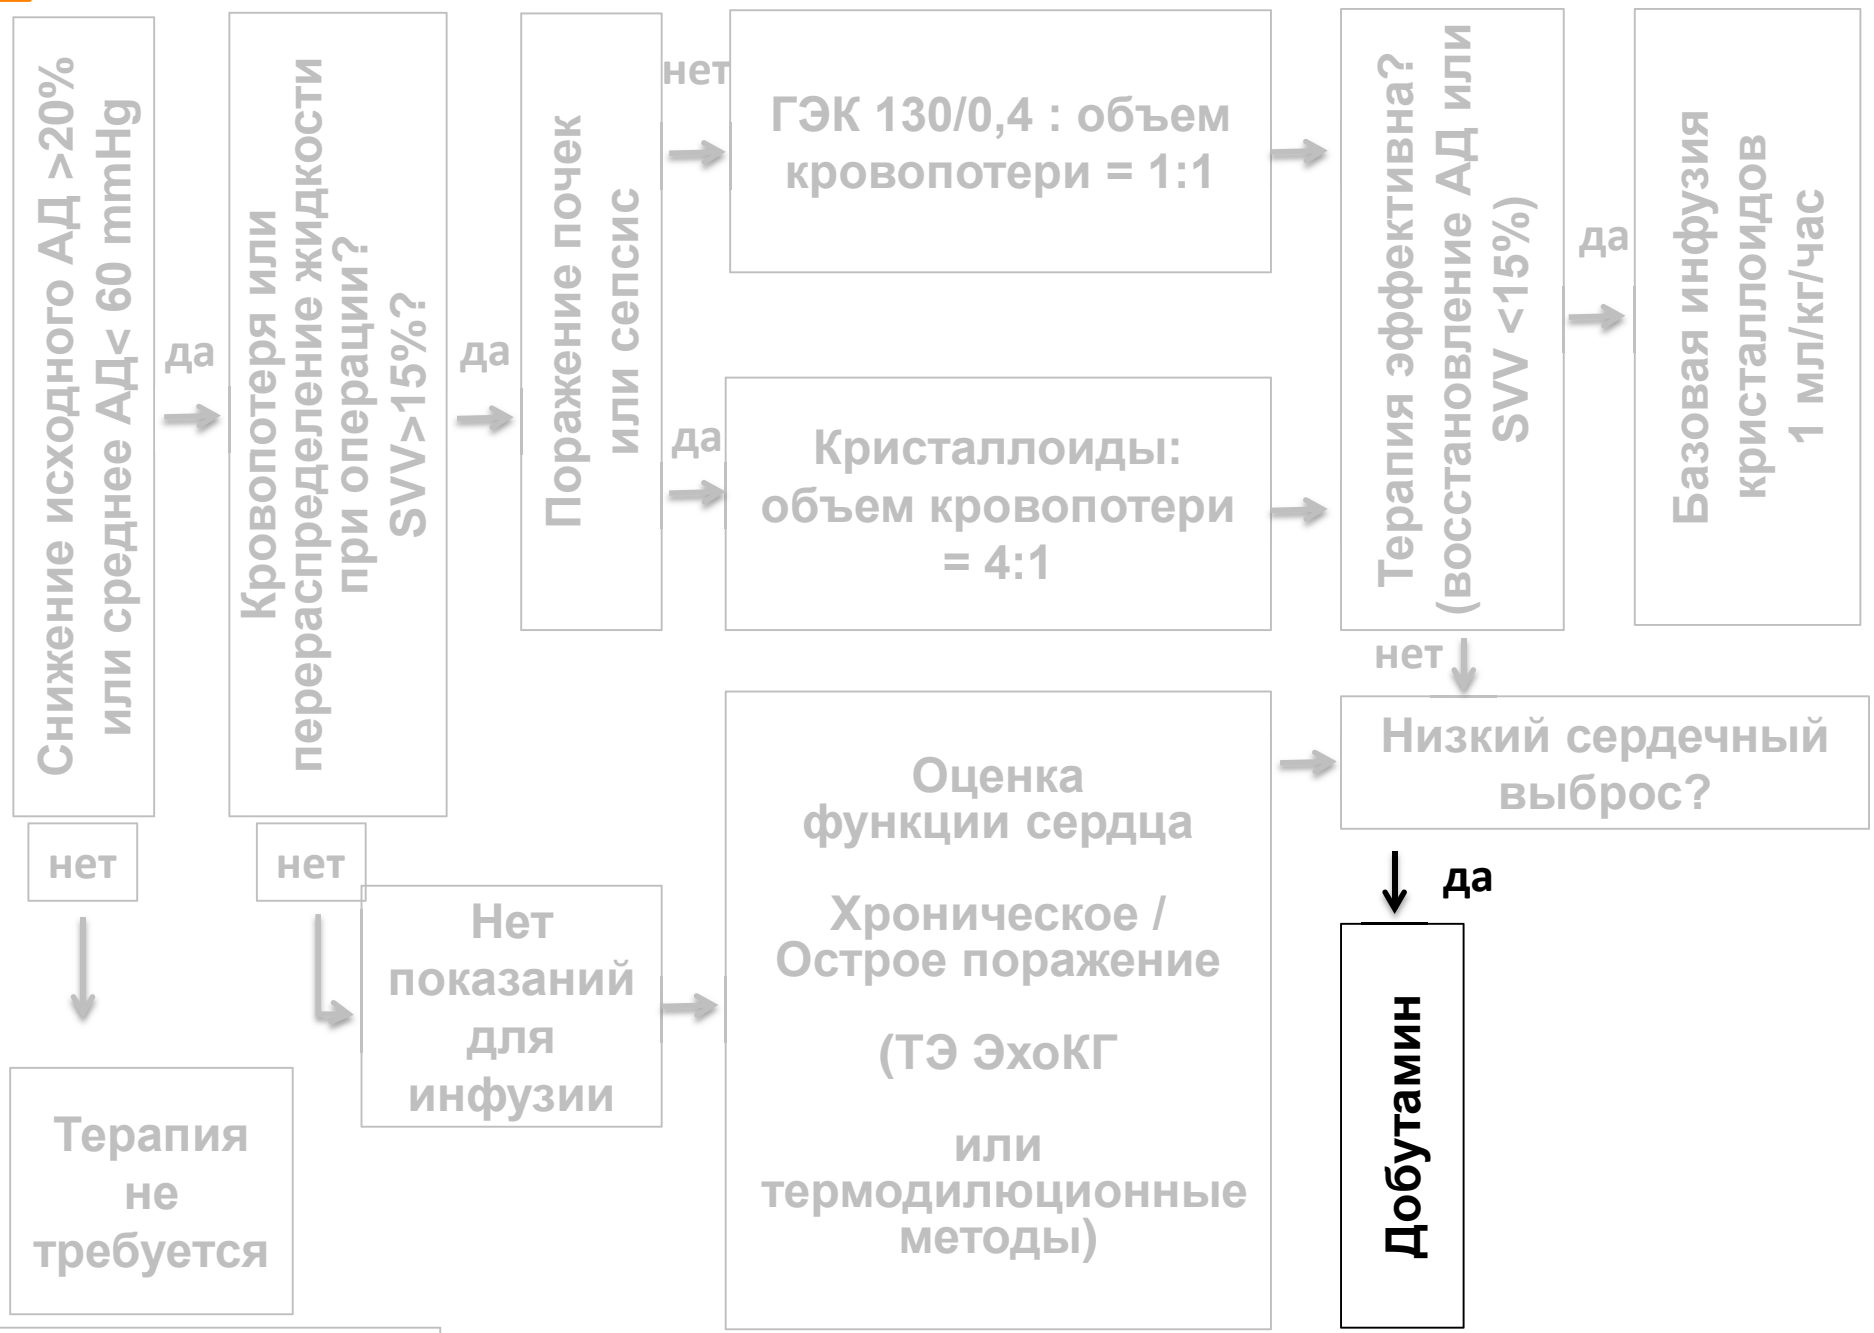 Снижение исходного АД >20%
или среднее АД< 60 mmHg
да
Кровопотеря или
перераспределение жидкости
при операции?
SVV>15%?
да
Поражение почек
или сепсис
нет
ГЭК 130/0,4 : объем
кровопотери = 1:1
да
Кристаллоиды:
объем кровопотери
= 4:1
Терапия эффективна?
(восстановление АД или
SVV <15%)
да
Базовая инфузия
кристаллоидов
1 мл/кг/час
нет
Низкий сердечный
выброс?
да
Добутамин
нет
Терапия
не
требуется
нет
Нет
показаний
для
инфузии
Оценка
функции сердца
Хроническое /
Острое поражение
(ТЭ ЭхоКГ
или
термодилюционные
методы)